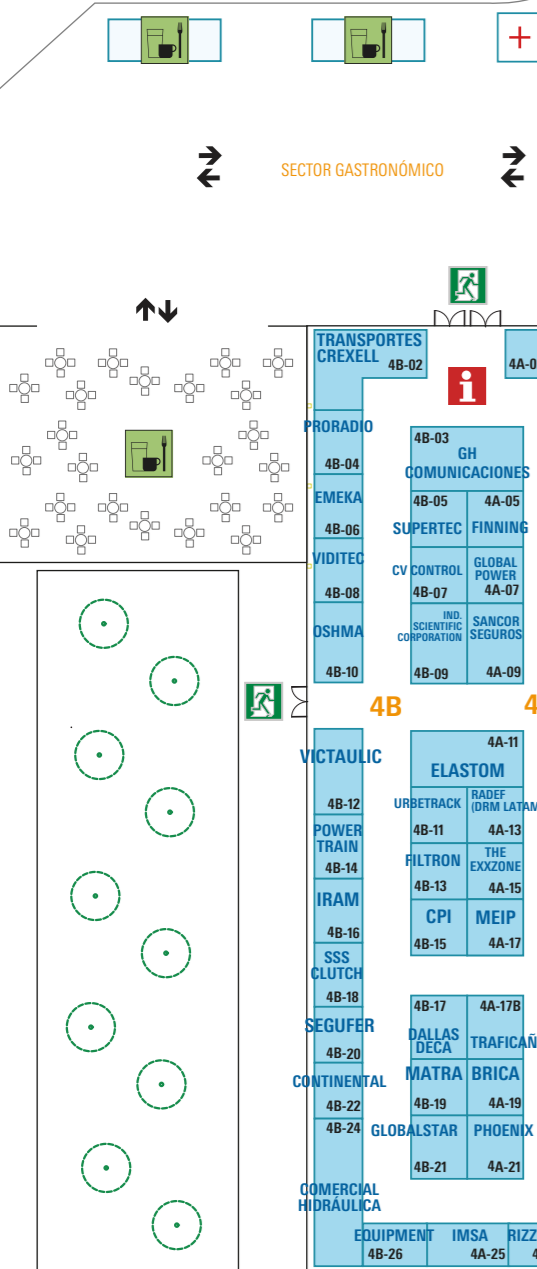 SECTOR GASTRONÓMICO
TRANSPORTES
CREXELL
4B-02
4A-0
i
PRORADIO
4B-04
4B-03
GH
COMUNICACIONES
EMEKA
4B-06
4B-05
SUPERTEC
4A-05
FINNING
VIDITEC
4B-08
CV CONTROL
4B-07
GLOBAL
POWER
4A-07
OSHMA
4B-10
IND.
SCIENTIFIC
CORPORATION
4B-09
SANCOR
SEGUROS
4A-09
4B
4
VICTAULIC
4B-12
4A-11
ELASTOM
URBETRACK
4B-11
RADEF
(DRM LATAM
4A-13
POWER
TRAIN
4B-14
FILTRON
4B-13
THE
EXXZONE
4A-15
IRAM
4B-16
CPI
4B-15
MEIP
4A-17
SSS
CLUTCH
4B-18
SEGUFER
4B-20
4B-17
DALLAS
DECA
4A-17B
TRAFICAÑ
CONTINENTAL
4B-22
MATRA
4B-19
BRICA
4A-19
4B-24
COMERCIAL
HIDRÁULICA
GLOBALSTAR
4B-21
PHOENIX
4A-21
EQUIPMENT
4B-26
IMSA
4A-25
RIZZ
4